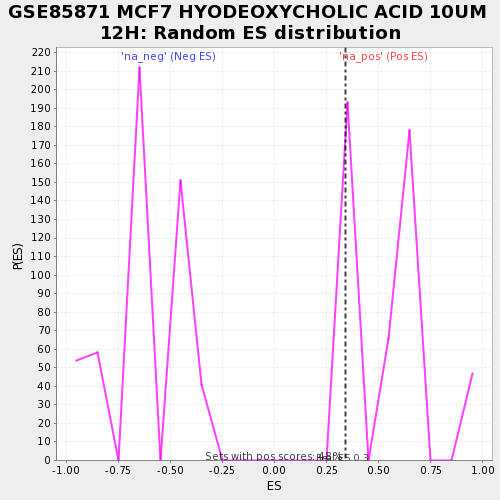 GSE85871 MCF7 HYODEOXYCHOLIC ACID 10UM
12H: Random ES distribution
'na_neg' (Neg ES)
'na_pos' (Pos ES)
220
210
200
190
180
170
160
150
140
130
120
110
100
90
80
70
60
50
40
30
20
10
0
P(ES)
Sets with pos scores: 48%
-1.00 -0.75 -0.50 -0.25 0.00 0.25 0.50 0.75 1.00
ES